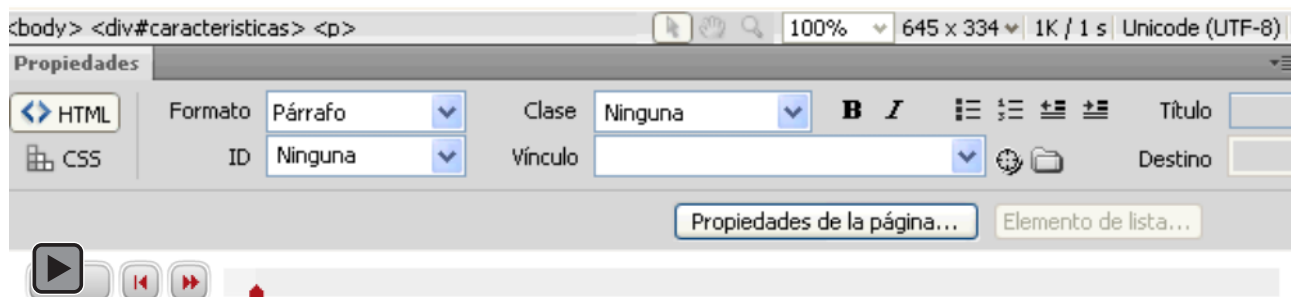 <body> <div#caracteristicas> <p> 100% 645 x 334 1K / 1 s Unicode (UTF-8)
Propiedades
<> HTML Formato Párrafo Clase Ninguna B I Título
CSS ID Ninguna Vínculo Destino
Propiedades de la página... Elemento de lista...